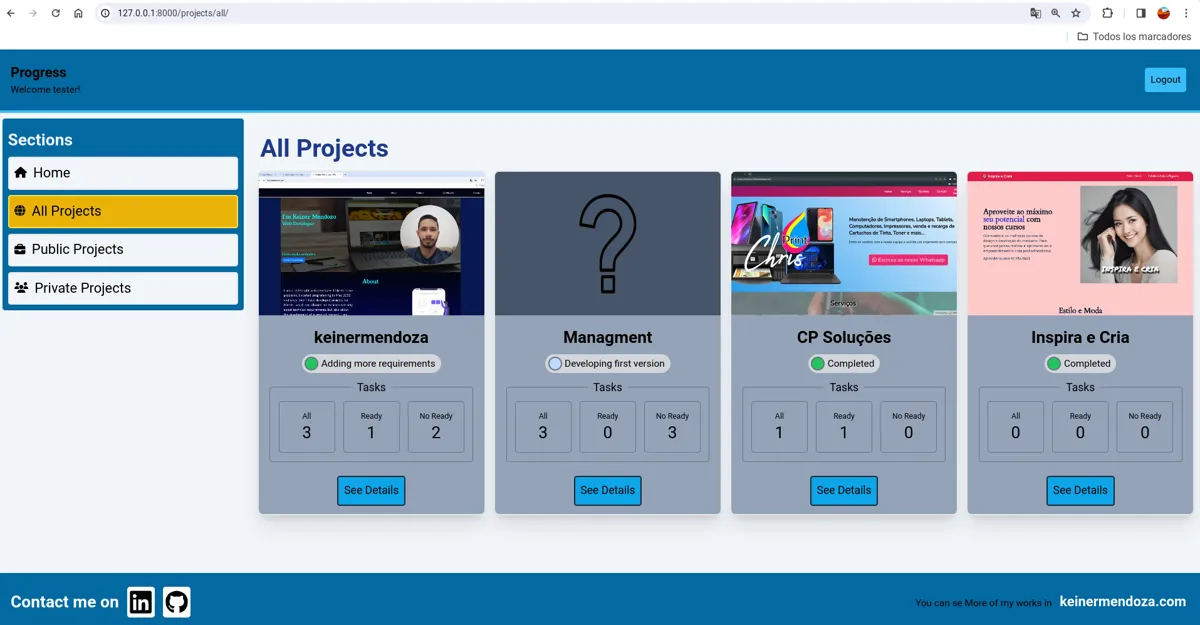 127.0.0.1:8000/projects/all/
Todos los marcadores
Progress
Welcome tester!
Logout
Sections
Home
All Projects
Public Projects
Private Projects
All Projects
I'm Keiner Mendoza
Web Developer
About
keinermendoza
Adding more requirements
Tasks
All
Ready
No Ready
3
1
2
See Details
?
Managment
Developing first version
Tasks
All
Ready
No Ready
3
0
3
See Details
Chris
Print
Manutenção de Smartphones, Laptops, Tablets,
Computadores, Impressoras, venda e recarga de
Cartuchos de Tinta, Toner e mais...
Escreva ao nosso Whatsapp
Serviços
CP Soluções
Completed
Tasks
All
Ready
No Ready
1
1
0
See Details
Inspira e Cria
Aproveite ao máximo
seu potencial com
nossos cursos
INSPIRA E CRIA
Estilo e Moda
Inspira e Cria
Completed
Tasks
All
Ready
No Ready
0
0
0
See Details
Contact me on
in
You can se More of my works in keinermendoza.com